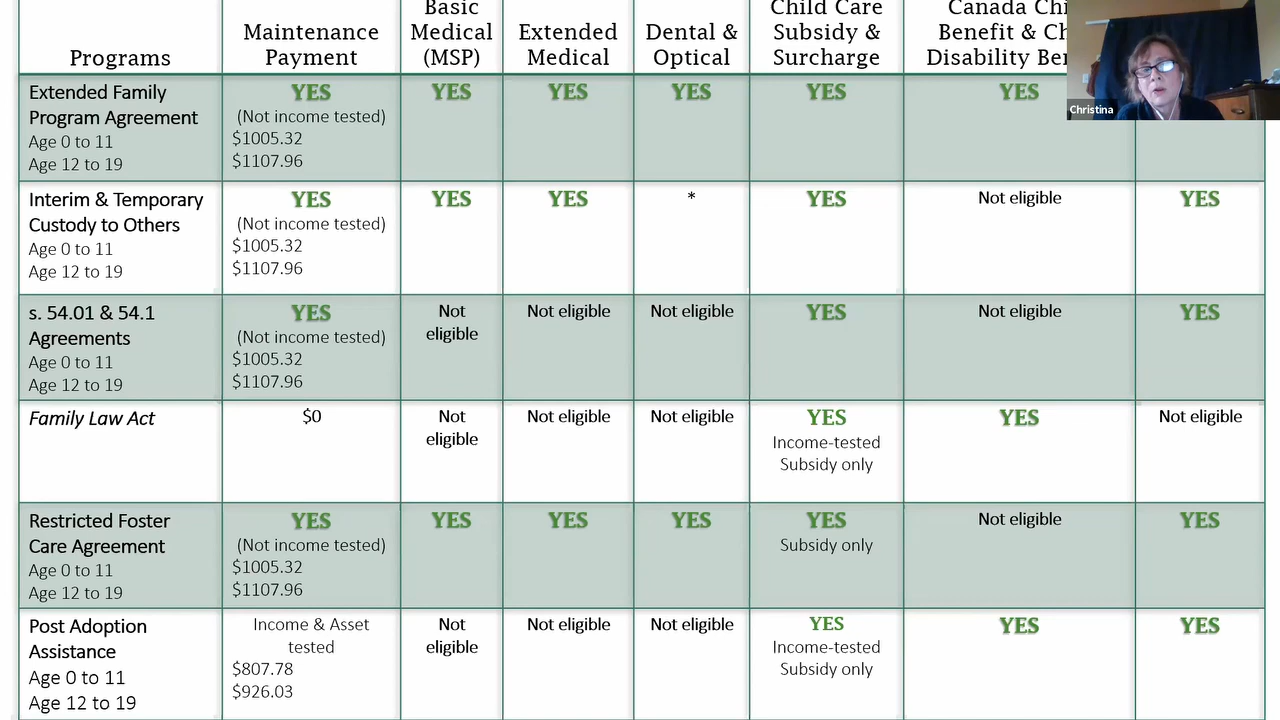 Programs
Maintenance
Payment
Basic
Medical
(MSP)
Extended
Medical
Dental &
Optical
Child Care
Subsidy &
Surcharge
Canada
Benefit &
Disability
Christina
Extended Family
Program Agreement
Age 0 to 11
Age 12 to 19
YES
(Not income tested)
$1005.32
$1107.96
YES
YES
YES
YES
YES
Interim & Temporary
Custody to Others
Age 0 to 11
Age 12 to 19
YES
(Not income tested)
$1005.32
$1107.96
YES
YES
*
YES
Not eligible
YES
s. 54.01 & 54.1
Agreements
Age 0 to 11
Age 12 to 19
YES
(Not income tested)
$1005.32
$1107.96
Not
eligible
Not eligible
Not eligible
YES
Not eligible
YES
Family Law Act
$0
Not
eligible
Not eligible
Not eligible
YES
Income-tested
Subsidy only
YES
Not eligible
Restricted Foster
Care Agreement
Age 0 to 11
Age 12 to 19
YES
(Not income tested)
$1005.32
$1107.96
YES
YES
YES
YES
Subsidy only
Not eligible
YES
Post Adoption
Assistance
Age 0 to 11
Age 12 to 19
Income & Asset
tested
$807.78
$926.03
Not
eligible
Not eligible
Not eligible
YES
Income-tested
Subsidy only
YES
YES